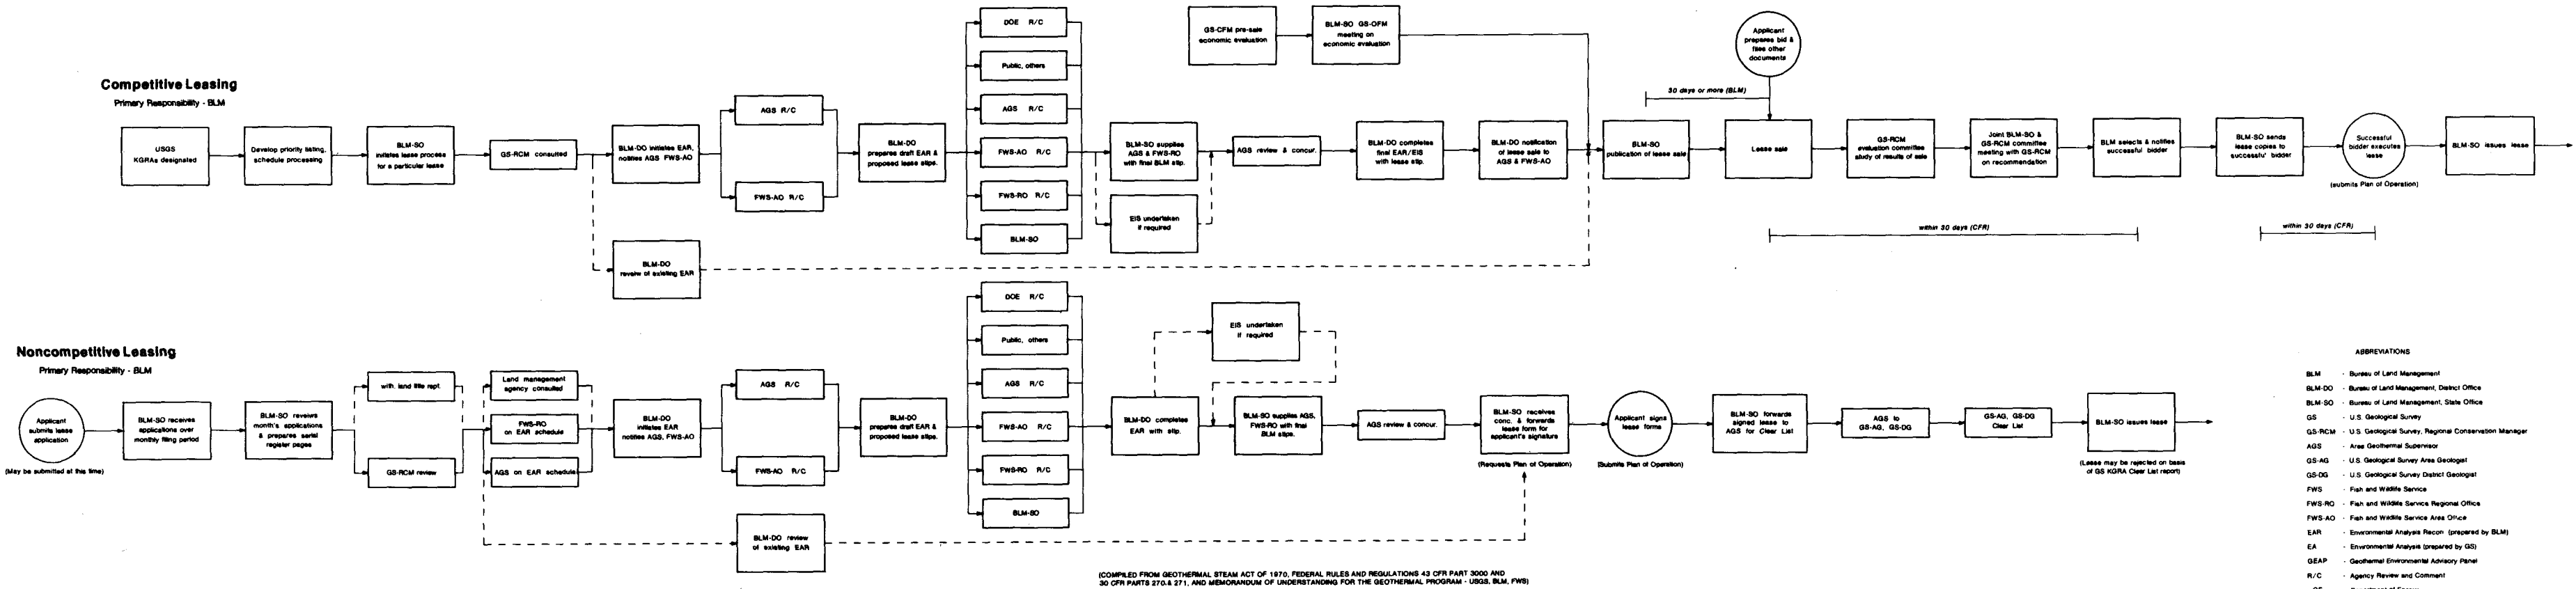 Competitive Leasing
Primary Responsibility - BLM
USGS
KGRAs designated
Develop priority listing,
schedule processing
BLM-SO
initiates lease process
for a particular lease
GS-RCM consulted
BLM-DO initiates EAR,
notifies AGS FWS-AO
BLM-DO
reveiw of existing EAR
AGS R/C
FWS-AO R/C
BLM-DO
prepares draft EAR &
proposed lease stips.
DOE R/C
Public, others
AGS R/C
FWS-AO R/C
FWS-RO R/C
BLM-SO
BLM-SO supplies
AGS & FWS-RO
with final BLM stip.
EIS undertaken
if required
AGS review & concur.
GS-CFM pre-sale
economic evaluation
BLM-SO GS-OFM
meeting on
economic evaluation
BLM-DO completes
final EAR/EIS
with lease stip.
BLM-DO notification
of lease sale to
AGS & FWS-AO
BLM-SO
publication of lease sale
30 days or more (BLM)
Applicant
prepares bid &
files other
documents
Lease sale
GS-RCM
evaluation committee
study of results of sale
Joint BLM-SO &
GS-RCM committee
meeting with GS-RCM
on recommendation
BLM selects & notifies
successful bidder
BLM-SO sends
lease copies to
successful bidder
Successful
bidder executes
lease
(submits Plan of Operation)
BLM-SO issues lease
within 30 days (CFR)
within 30 days (CFR)
Noncompetitive Leasing
Primary Responsibility - BLM
Applicant
submits lease
application
(May be submitted at this time)
BLM-SO receives
applications over
monthly filing period
BLM-SO reveiws
month's applications
& prepares serial
register pages
with. land title rept.
GS-RCM review
Land management
agency consulted
FWS-RO
on EAR schedule
AGS on EAR schedule
BLM-DO
initiates EAR
notifies AGS, FWS-AO
AGS R/C
FWS-AO R/C
BLM-DO review
of existing EAR
BLM-DO
prepares draft EAR &
proposed lease stips.
DOE R/C
Public, others
AGS R/C
FWS-AO R/C
FWS-RO R/C
BLM-SO
BLM-DO completes
EAR with stip.
EIS undertaken
if required
BLM-SO supplies AGS,
FWS-RO with final
BLM stips.
AGS review & concur.
BLM-SO receives
conc. & forwards
lease form for
applicant's signature
(Requests Plan of Operation)
Applicant signs
lease forms
(Submits Plan of Operation)
BLM-SO forwards
signed lease to
AGS for Clear List
AGS to
GS-AG, GS-DG
GS-AG, GS-DG
Clear List
BLM-SO issues lease
(Lease may be rejected on basis
of GS KGRA Clear List report)
(COMPILED FROM GEOTHERMAL STEAM ACT OF 1970, FEDERAL RULES AND REGULATIONS 43 CFR PART 3000 AND
30 CFR PARTS 270 & 271, AND MEMORANDUM OF UNDERSTANDING FOR THE GEOTHERMAL PROGRAM - USGS, BLM, FWS)
ABBREVIATIONS
BLM - Bureau of Land Management
BLM-DO - Bureau of Land Management, District Office
BLM-SO - Bureau of Land Management, State Office
GS - U.S. Geological Survey
GS-RCM - U.S. Geological Survey, Regional Conservation Manager
AGS - Area Geothermal Supervisor
GS-AG - U.S. Geological Survey Area Geologist
GS-DG - U.S. Geological Survey District Geologist
FWS - Fish and Wildlife Service
FWS-RO - Fish and Wildlife Service Regional Office
FWS-AO - Fish and Wildlife Service Area Office
EAR - Environmental Analysis Recon (prepared by BLM)
EA - Environmental Analysis (prepared by GS)
GEAP - Geothermal Environmental Advisory Panel
R/C - Agency Review and Comment